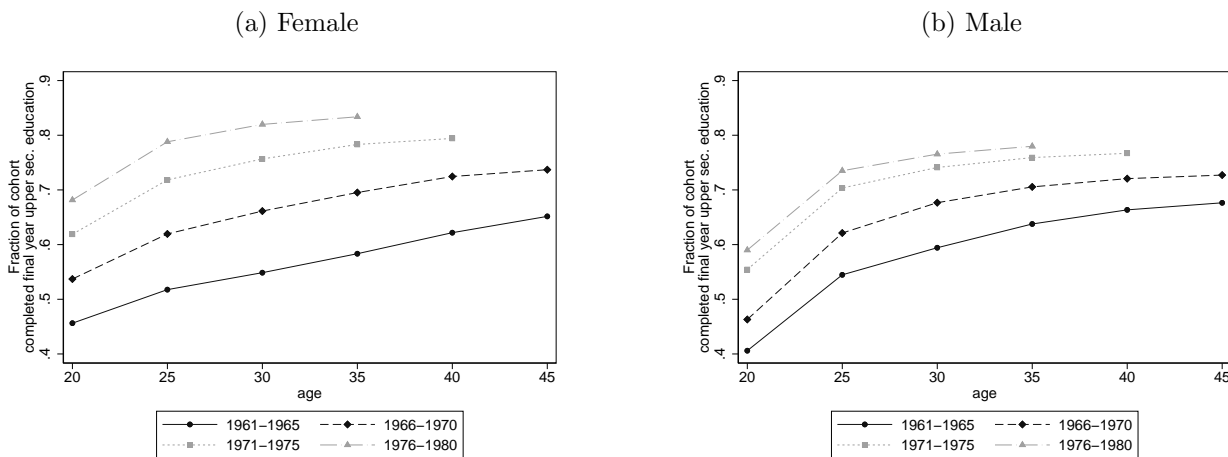 (a) Female
Fraction of cohort
completed final year upper sec. education
.4 .5 .6 .7 .8 .9
20 25 30 35 40 45
age
1961−1965 1966−1970
1971−1975 1976−1980
(b) Male
Fraction of cohort
completed final year upper sec. education
.4 .5 .6 .7 .8 .9
20 25 30 35 40 45
age
1961−1965 1966−1970
1971−1975 1976−1980